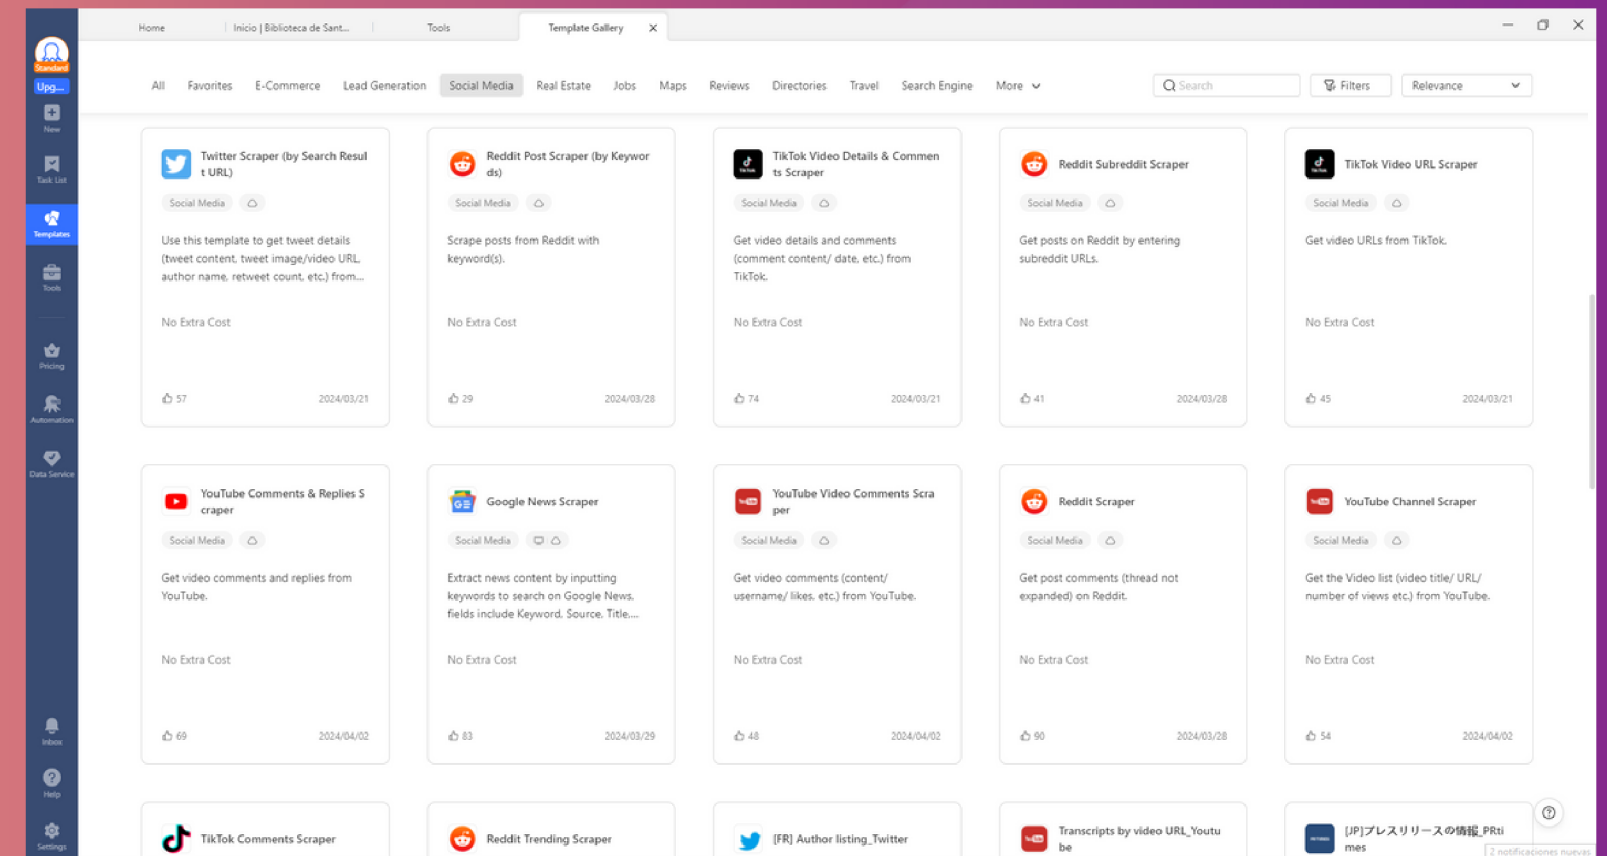 Home
Inicio | Biblioteca de Sant...
Tools
Template Gallery
Standard
Upg...
New
Task List
Templates
Tools
Pricing
Automation
Data Service
Inbox
Help
Settings
All
Favorites
E-Commerce
Lead Generation
Social Media
Real Estate
Jobs
Maps
Reviews
Directories
Travel
Search Engine
More
Search
Filters
Relevance
Twitter Scraper (by Search Resul
t URL)
Social Media
Use this template to get tweet details
(tweet content, tweet image/video URL,
author name, retweet count, etc.) from...
No Extra Cost
57
2024/03/21
Reddit Post Scraper (by Keywor
ds)
Social Media
Scrape posts from Reddit with
keyword(s).
No Extra Cost
29
2024/03/28
TikTok Video Details & Commen
ts Scraper
Social Media
Get video details and comments
(comment content/ date, etc.) from
TikTok.
No Extra Cost
74
2024/03/21
Reddit Subreddit Scraper
Social Media
Get posts on Reddit by entering
subreddit URLs.
No Extra Cost
41
2024/03/28
TikTok Video URL Scraper
Social Media
Get video URLs from TikTok.
No Extra Cost
45
2024/03/21
YouTube Comments & Replies S
craper
Social Media
Get video comments and replies from
YouTube.
No Extra Cost
69
2024/04/02
Google News Scraper
Social Media
Extract news content by inputting
keywords to search on Google News,
fields include Keyword, Source, Title,...
No Extra Cost
83
2024/03/29
YouTube Video Comments Scra
per
Social Media
Get video comments (content/
username/ likes, etc.) from YouTube.
No Extra Cost
48
2024/04/02
Reddit Scraper
Social Media
Get post comments (thread not
expanded) on Reddit.
No Extra Cost
90
2024/03/28
YouTube Channel Scraper
Social Media
Get the Video list (video title/ URL/
number of views etc.) from YouTube.
No Extra Cost
54
2024/04/02
TikTok Comments Scraper
Reddit Trending Scraper
[FR] Author listing_Twitter
Transcripts by video URL_Youtu
be
[JP]プレスリリースの情報_PRti
mes
2 notificaciones nuevas